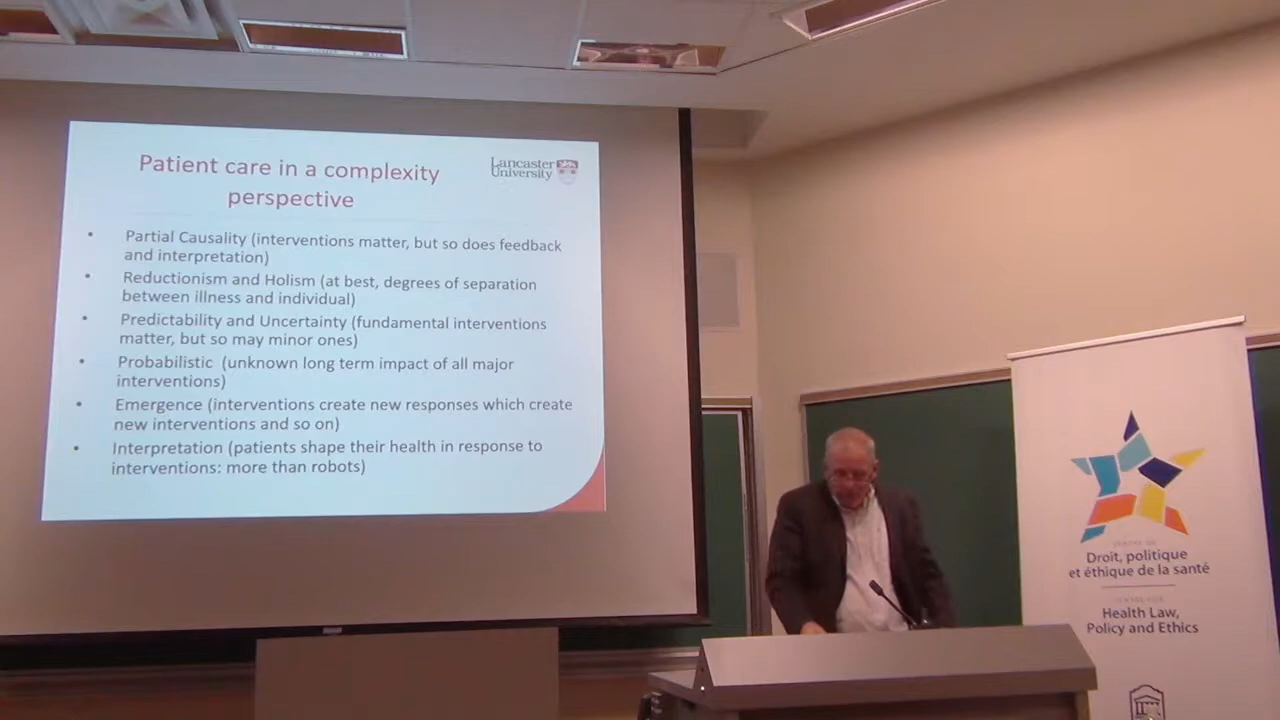 Patient care in a complexity
perspective
Lancaster
University
• Partial Causality (interventions matter, but so does feedback
and interpretation)
• Reductionism and Holism (at best, degrees of separation
between illness and individual)
• Predictability and Uncertainty (fundamental interventions
matter, but so may minor ones)
• Probabilistic (unknown long term impact of all major
interventions)
• Emergence (interventions create new responses which create
new interventions and so on)
• Interpretation (patients shape their health in response to
interventions: more than robots)
CENTRE DE
Droit, politique
et éthique de la santé
CENTRE FOR
Health Law,
Policy and Ethics